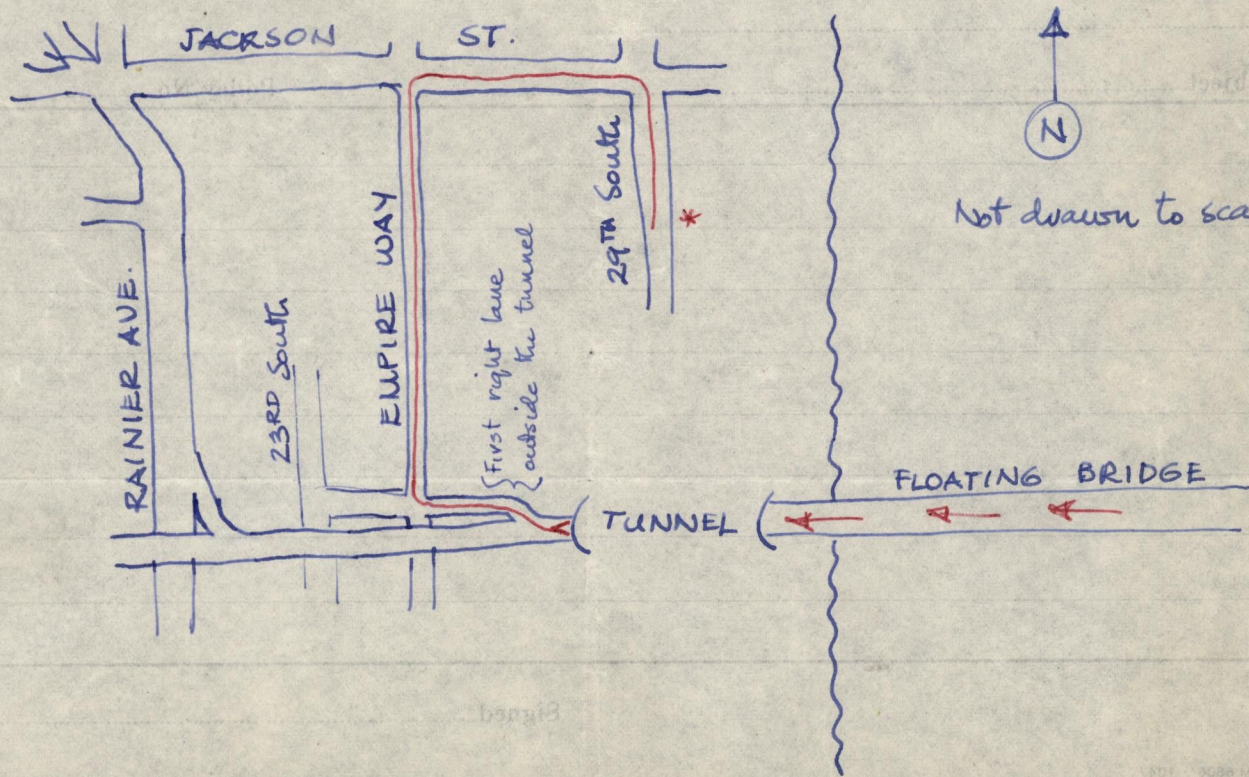 JACKSON ST.
N
Not drawn to sca
29TH South
EMPIRE WAY
First right lane
outside the tunnel
RAINIER AVE.
23RD South
FLOATING BRIDGE
TUNNEL
Signed